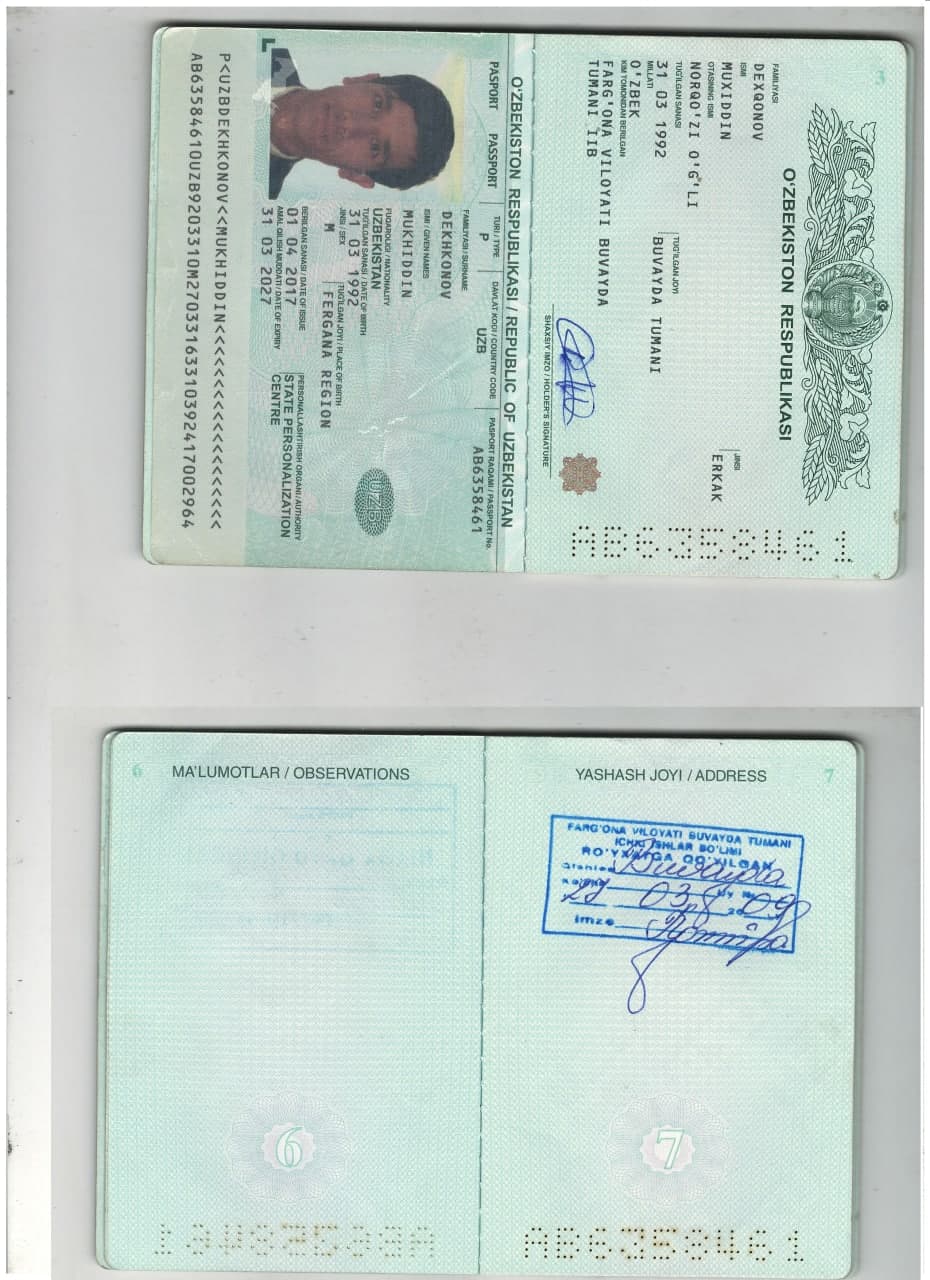 3
O'ZBEKISTON RESPUBLIKASI
FAMILIYASI
DEXQONOV
ISMI
MUXIDDIN
JINSI
ERKAK
OTASINING ISMI
NORQO'ZI O'G'LI
TUG'ILGAN SANASI
31 03 1992
TUG'ILGAN JOYI
BUVAYDA TUMANI
MILLATI
O'ZBEK
KIM TOMONIDAN BERILGAN
FARG'ONA VILOYATI BUVAYDA
TUMANI IIB
SHAXSIY IMZO / HOLDER'S SIGNATURE
AB6358461
O'ZBEKISTON RESPUBLIKASI / REPUBLIC OF UZBEKISTAN
PASPORT PASSPORT
TURI / TYPE
P
DAVLAT KODI / COUNTRY CODE
UZB
PASPORT RAQAMI / PASSPORT No.
AB6358461
FAMILIYASI / SURNAME
DEKHKONOV
ISMI / GIVEN NAMES
MUKHIDDIN
FUQAROLIGI / NATIONALITY
UZBEKISTAN
UZB
TUG'ILGAN SANASI / DATE OF BIRTH
31 03 1992
JINSI / SEX
M
TUG'ILGAN JOYI / PLACE OF BIRTH
FERGANA REGION
BERILGAN SANASI / DATE OF ISSUE
01 04 2017
PERSONALLASHTIRISH ORGANI / AUTHORITY
STATE PERSONALIZATION
CENTRE
AMAL QILISH MUDDATI / DATE OF EXPIRY
31 03 2027
P<UZBDEKHKONOV<<MUKHIDDIN<<<<<<<<<<<<<<<<<<<
AB63584610UZB9203310M27033163310392417002964
7
YASHASH JOYI / ADDRESS
FARG'ONA VILOYATI BUVAYDA TUMANI
ICHKI ISHLAR BO'LIMI
RO'YXATGA QO'YILGAN
Imzo
7
AB6358461
MA'LUMOTLAR / OBSERVATIONS
6
6